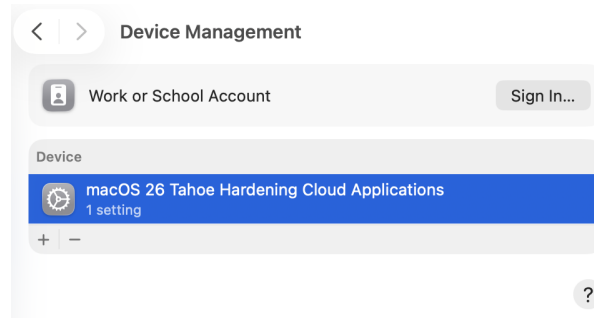 Device Management
Work or School Account
Sign In...
Device
macOS 26 Tahoe Hardening Cloud Applications
1 setting
+ −
?